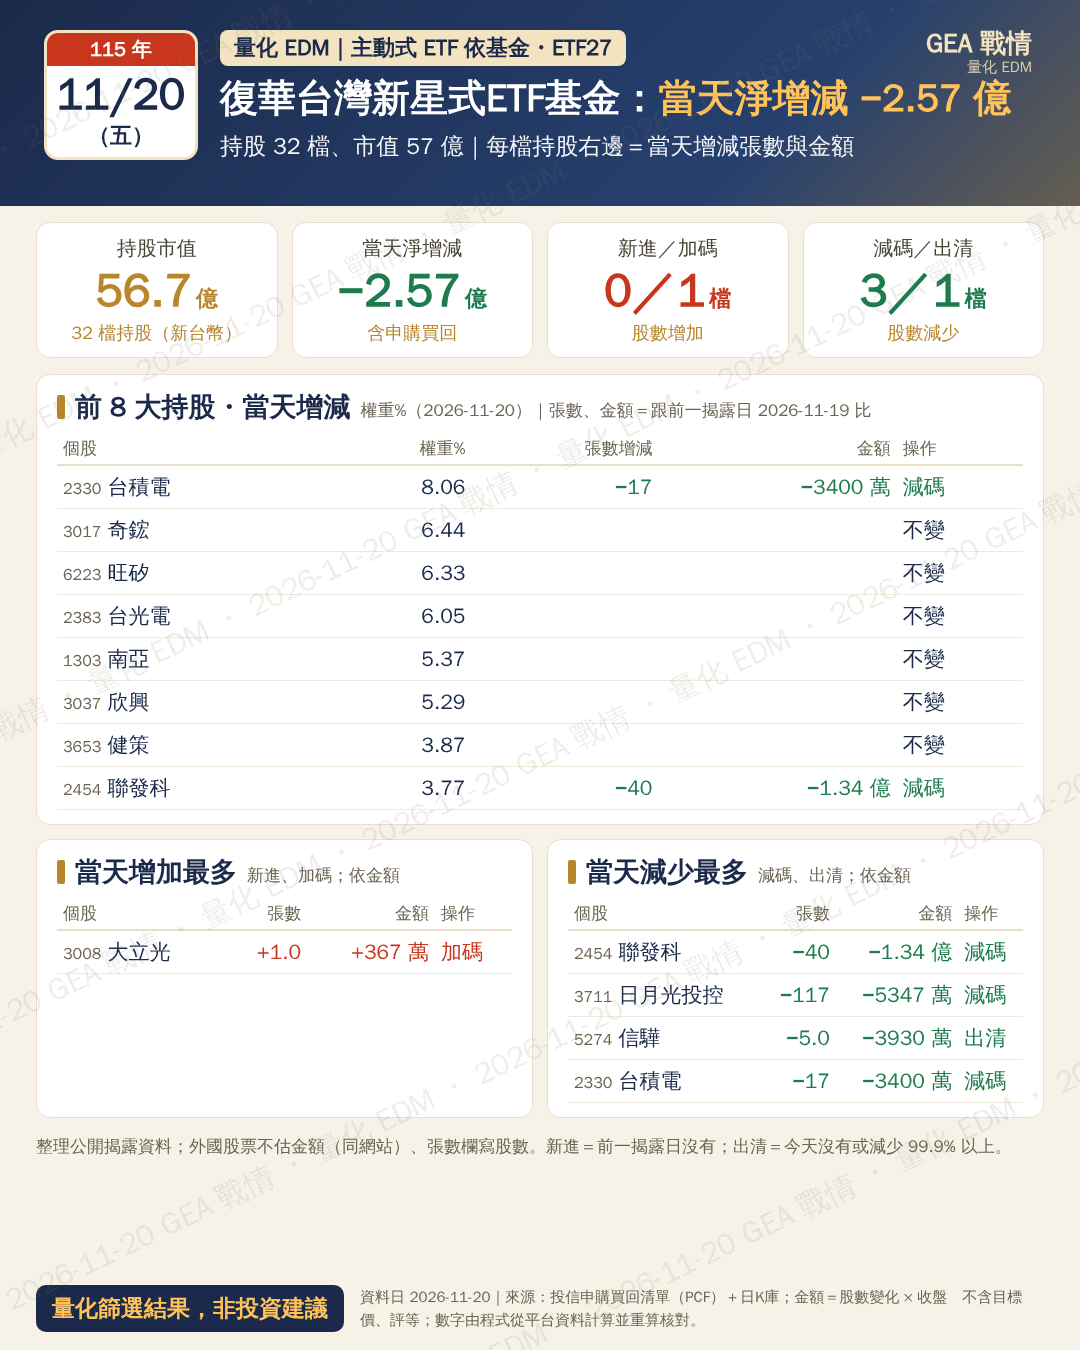 115 年
11/20
（五）
量化 EDM｜主動式 ETF 依基金・ETF27
GEA 戰情
量化 EDM
復華台灣新星式ETF基金：當天淨增減 −2.57 億
持股 32 檔、市值 57 億｜每檔持股右邊＝當天增減張數與金額
持股市值
56.7 億
32 檔持股（新台幣）
當天淨增減
−2.57 億
含申購買回
新進／加碼
0／1 檔
股數增加
減碼／出清
3／1 檔
股數減少
前 8 大持股・當天增減 權重%（2026-11-20）｜張數、金額＝跟前一揭露日 2026-11-19 比
個股 權重% 張數增減 金額 操作
2330 台積電 8.06 −17 −3400 萬 減碼
3017 奇鋐 6.44 不變
6223 旺矽 6.33 不變
2383 台光電 6.05 不變
1303 南亞 5.37 不變
3037 欣興 5.29 不變
3653 健策 3.87 不變
2454 聯發科 3.77 −40 −1.34 億 減碼
當天增加最多 新進、加碼；依金額
個股 張數 金額 操作
3008 大立光 +1.0 +367 萬 加碼
當天減少最多 減碼、出清；依金額
個股 張數 金額 操作
2454 聯發科 −40 −1.34 億 減碼
3711 日月光投控 −117 −5347 萬 減碼
5274 信驊 −5.0 −3930 萬 出清
2330 台積電 −17 −3400 萬 減碼
整理公開揭露資料；外國股票不估金額（同網站）、張數欄寫股數。新進＝前一揭露日沒有；出清＝今天沒有或減少 99.9% 以上。
量化篩選結果，非投資建議
資料日 2026-11-20｜來源：投信申購買回清單（PCF）＋日K庫；金額＝股數變化 × 收盤　不含目標
價、評等；數字由程式從平台資料計算並重算核對。